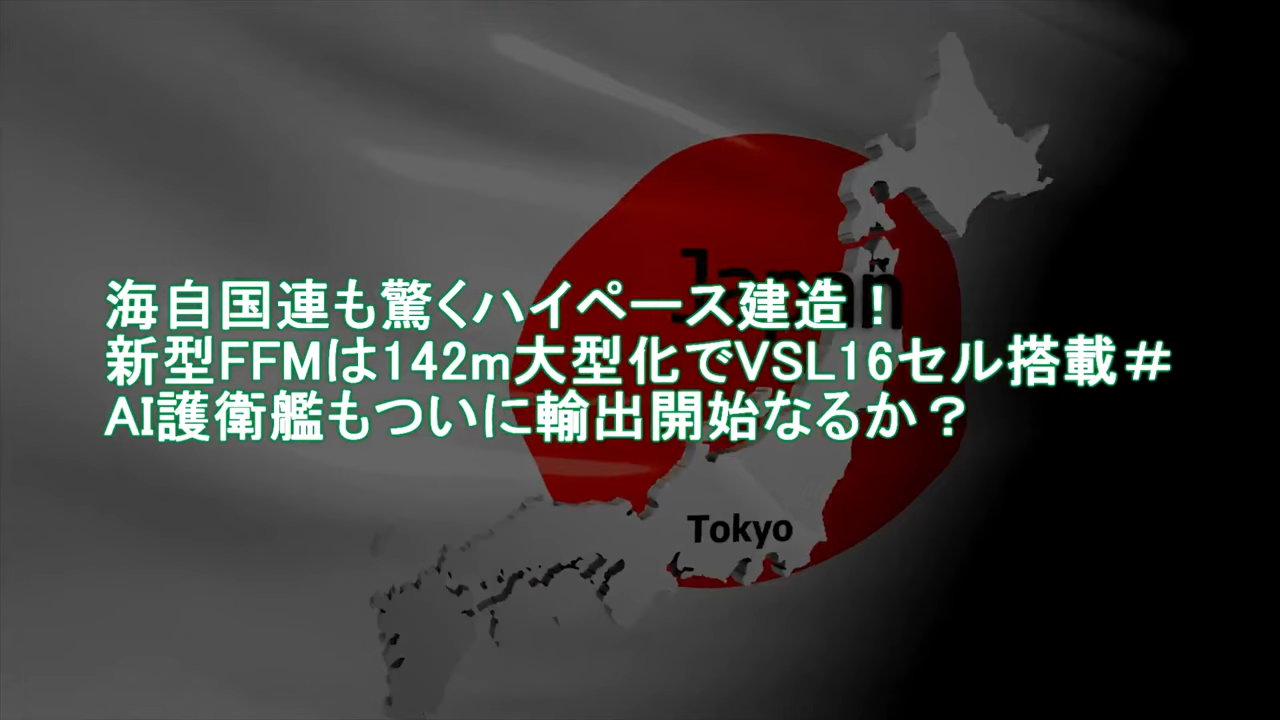 Japan
海自国連も驚くハイペース建造！
新型FFMは142m大型化でVSL16セル搭載＃
AI護衛艦もついに輸出開始なるか？
Tokyo